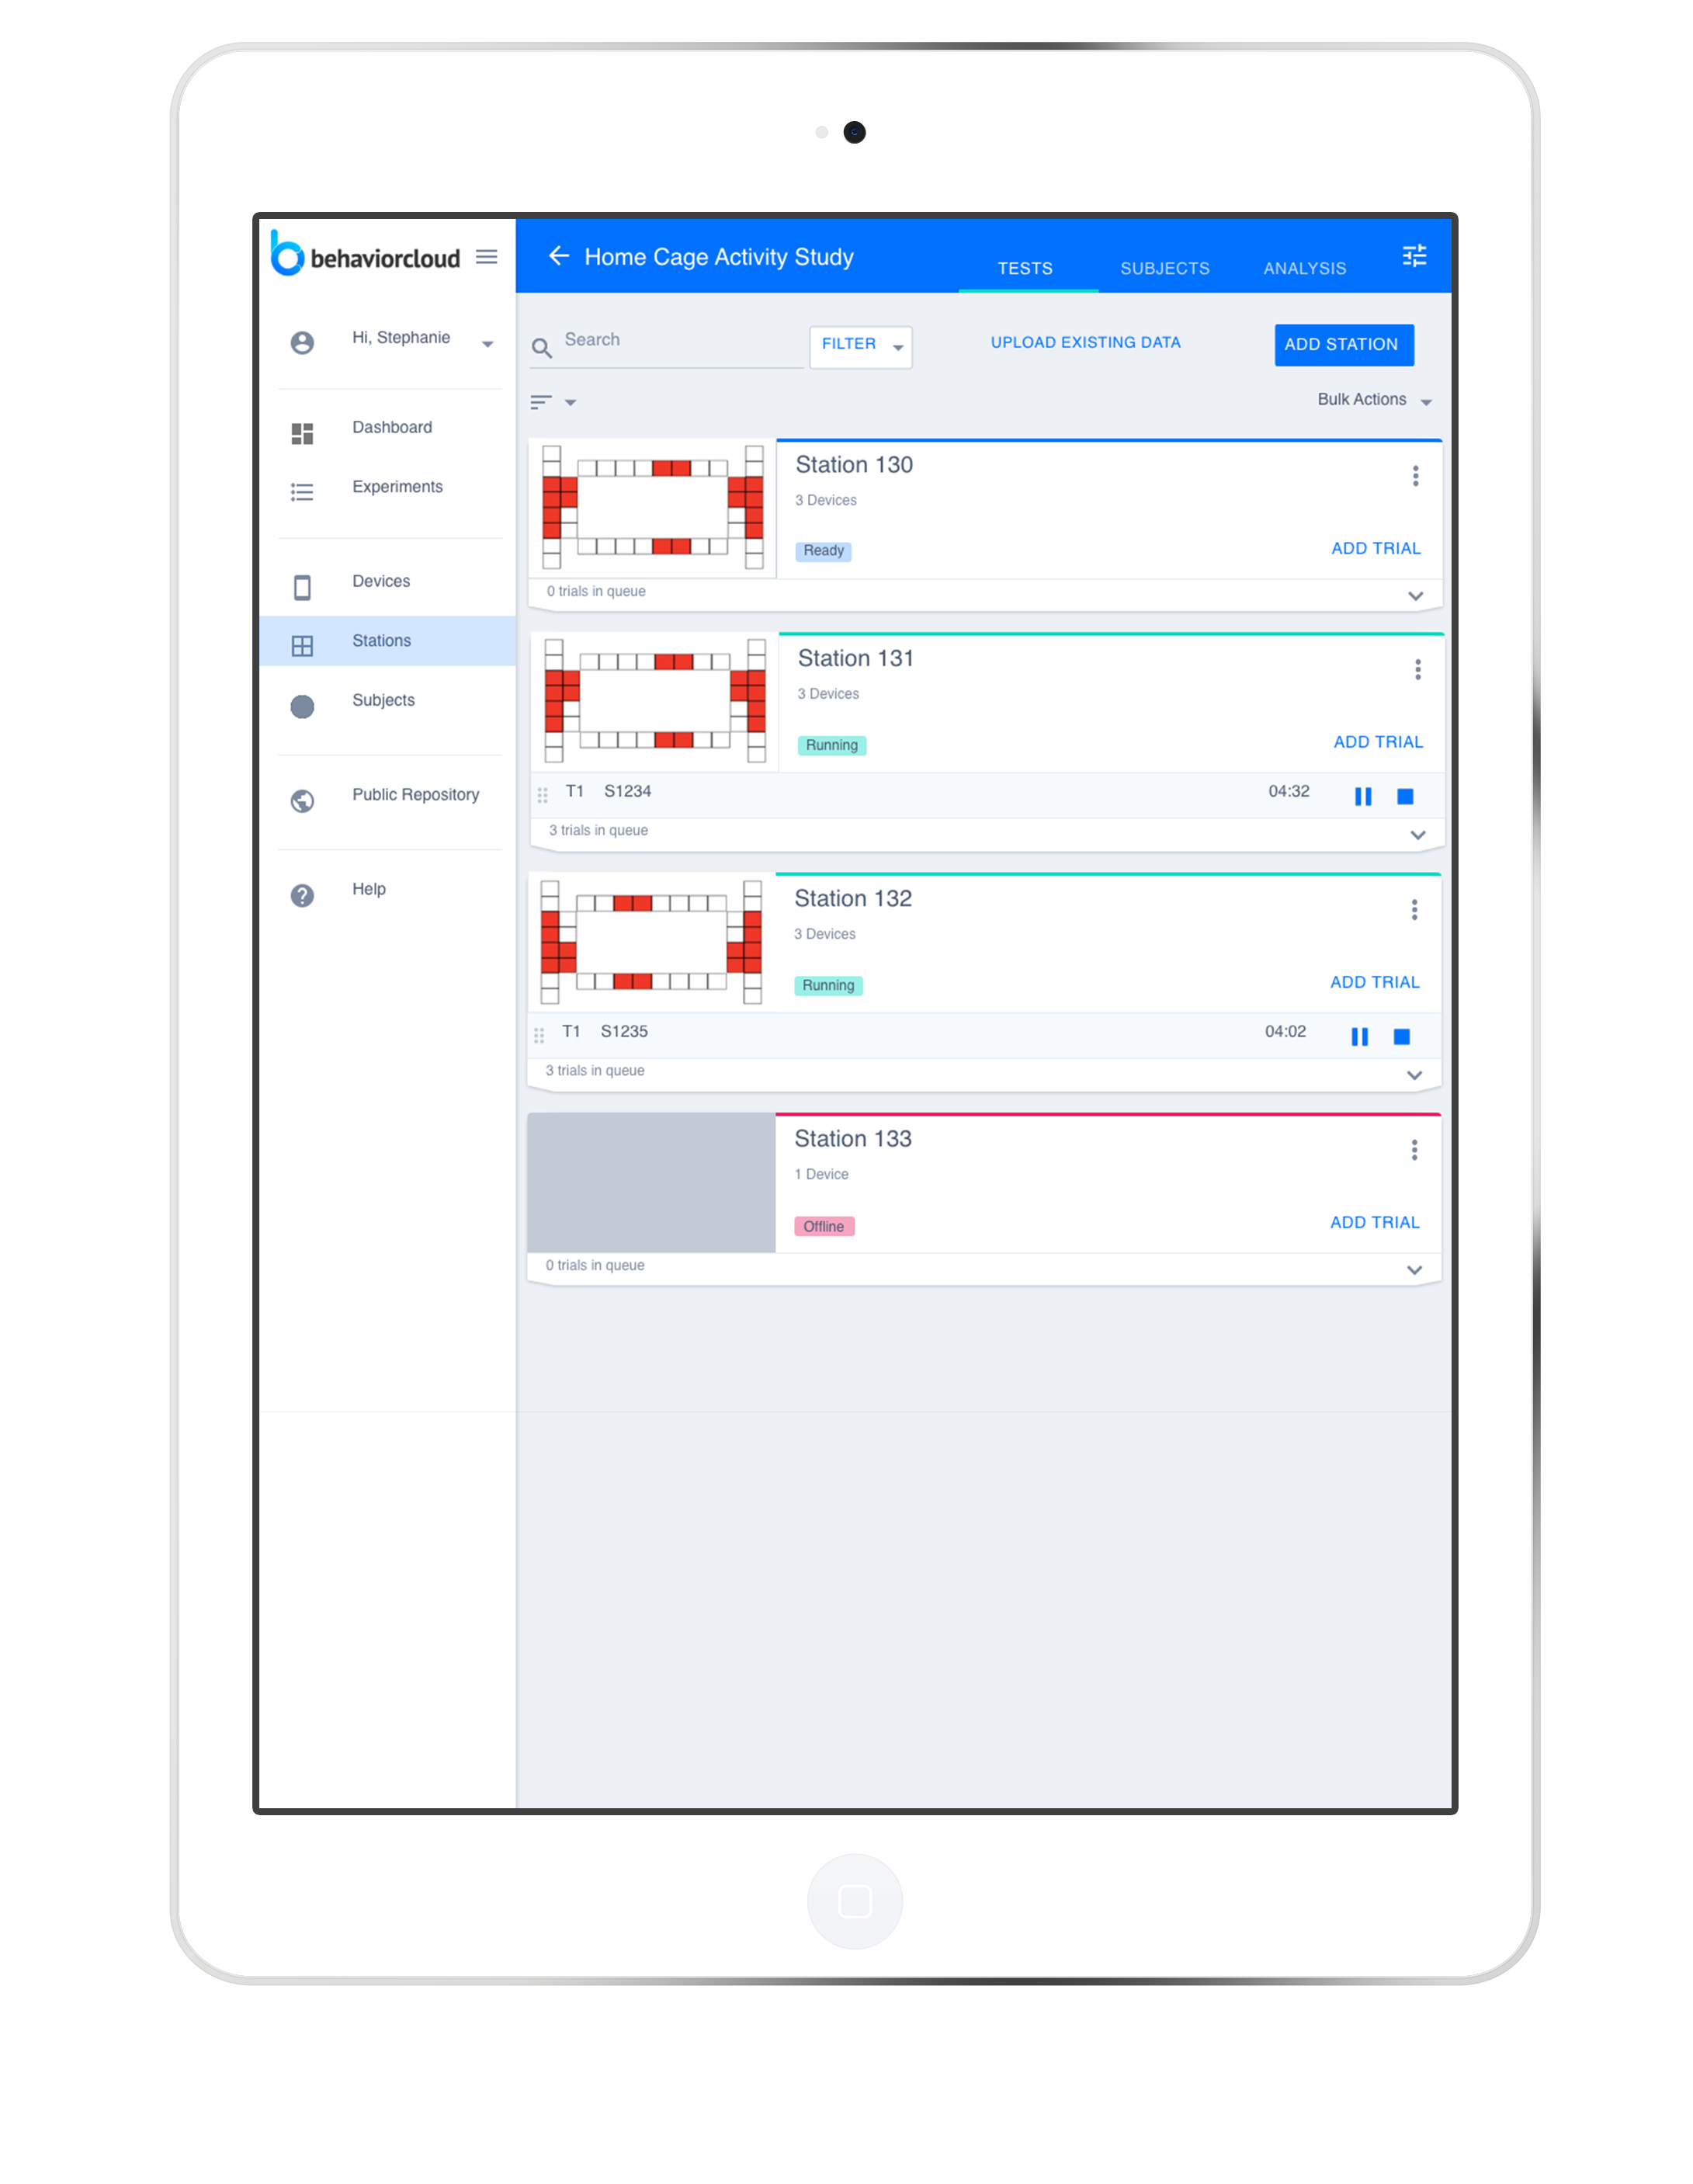 behaviorcloud
Hi, Stephanie
Dashboard
Experiments
Devices
Stations
Subjects
Public Repository
Help
Home Cage Activity Study
TESTS SUBJECTS ANALYSIS
Search FILTER UPLOAD EXISTING DATA ADD STATION
Bulk Actions
Station 130
3 Devices
Ready ADD TRIAL
0 trials in queue
Station 131
3 Devices
Running ADD TRIAL
T1 S1234 04:32
3 trials in queue
Station 132
3 Devices
Running ADD TRIAL
T1 S1235 04:02
3 trials in queue
Station 133
1 Device
Offline ADD TRIAL
0 trials in queue